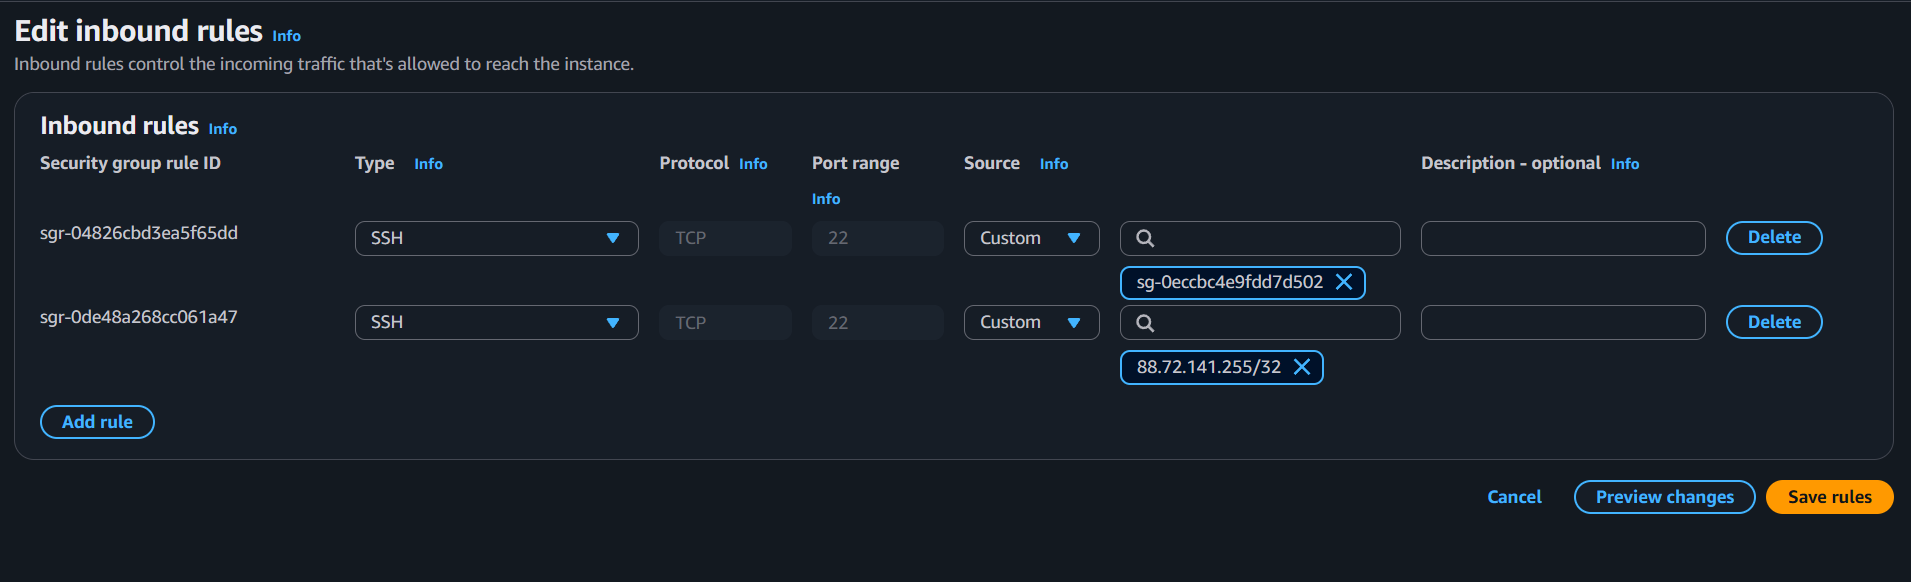 Edit inbound rules Info
Inbound rules control the incoming traffic that's allowed to reach the instance.
Inbound rules Info
Security group rule ID Type Info Protocol Info Port range Info Source Info Description - optional Info
sgr-04826cbd3ea5f65dd SSH TCP 22 Custom Delete
sg-0eccbc4e9fdd7d502
sgr-0de48a268cc061a47 SSH TCP 22 Custom Delete
88.72.141.255/32
Add rule
Cancel Preview changes Save rules